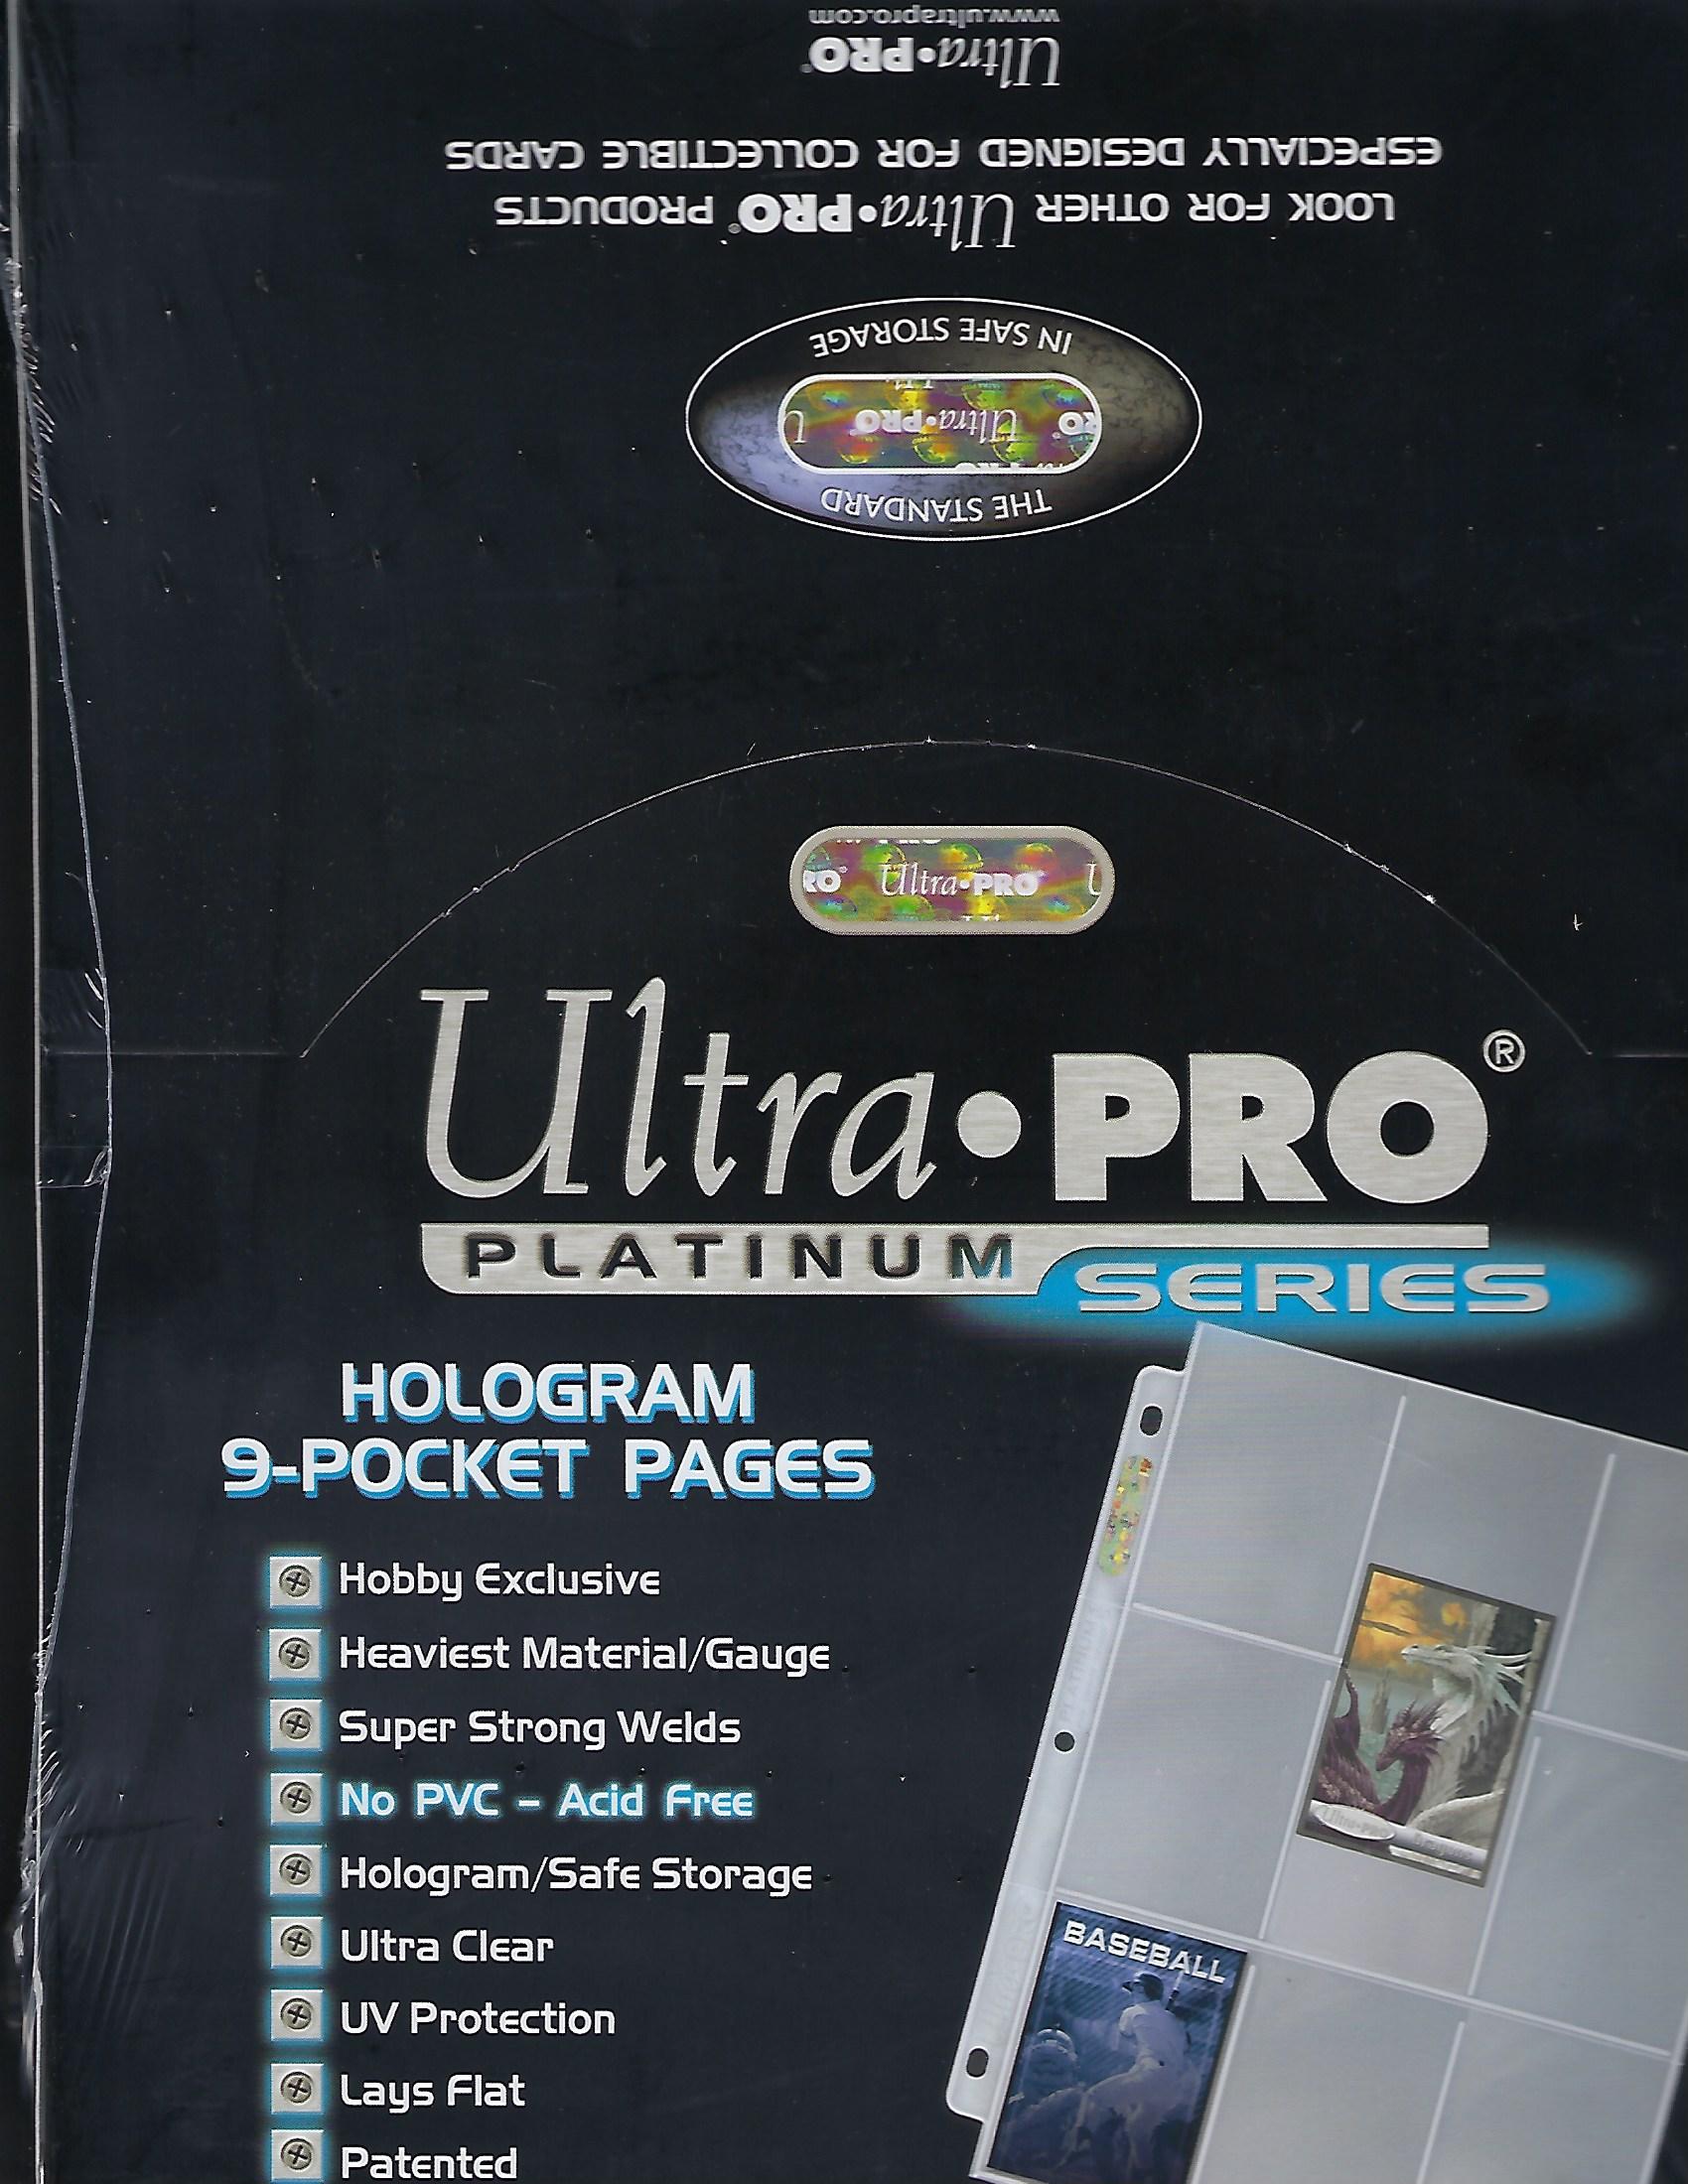 www.ultrapro.com
Ultra•PRO®
ESPECIALLY DESIGNED FOR COLLECTIBLE CARDS
LOOK FOR OTHER Ultra•PRO® PRODUCTS
IN SAFE STORAGE
Ultra•PRO
THE STANDARD
RO Ultra•PRO U
Ultra•PRO®
PLATINUM SERIES
HOLOGRAM
9-POCKET PAGES
Hobby Exclusive
Heaviest Material/Gauge
Super Strong Welds
No PVC – Acid Free
Hologram/Safe Storage
Ultra Clear
UV Protection
Lays Flat
Patented
BASEBALL